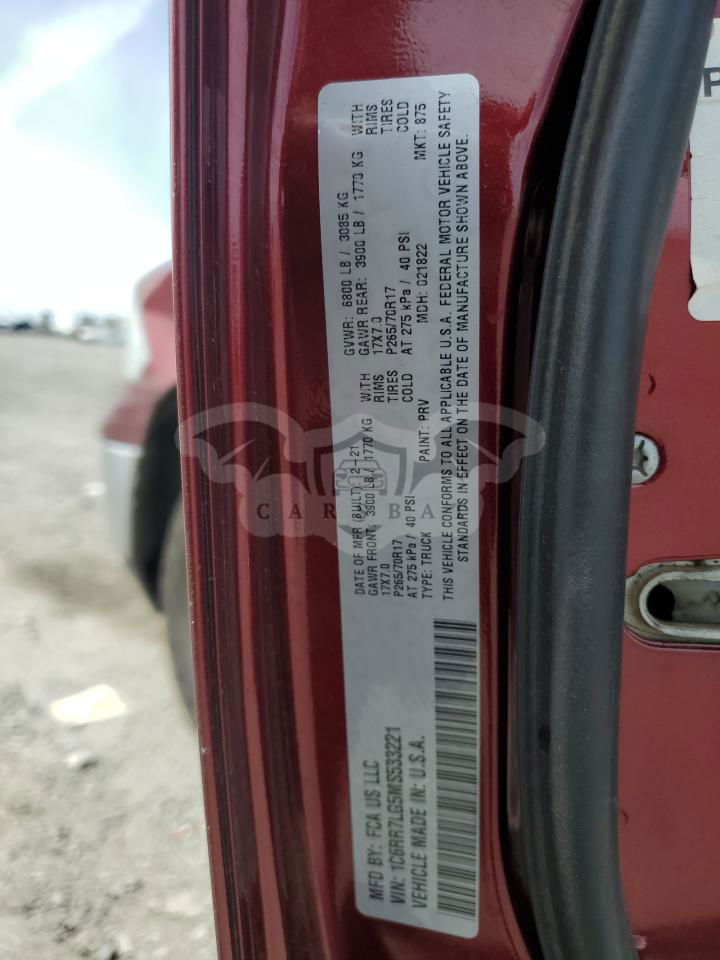 MFD BY: FCA US LLC
DATE OF MFR (BUILT): 2-21
GVWR: 6800 LB / 3085 KG
GAWR FRONT: 3900 LB / 1770 KG WITH
GAWR REAR: 3900 LB / 1770 KG WITH
17X7.0 RIMS
17X7.0 RIMS
P265/70R17 TIRES
P265/70R17 TIRES
AT 275 kPa / 40 PSI COLD
AT 275 kPa / 40 PSI COLD
TYPE: TRUCK PAINT: PRV MDH: 021822 MKT: 875
THIS VEHICLE CONFORMS TO ALL APPLICABLE U.S.A. FEDERAL MOTOR VEHICLE SAFETY
STANDARDS IN EFFECT ON THE DATE OF MANUFACTURE SHOWN ABOVE.
VIN: 1C6RR7LG5MS533221
VEHICLE MADE IN: U.S.A.
P